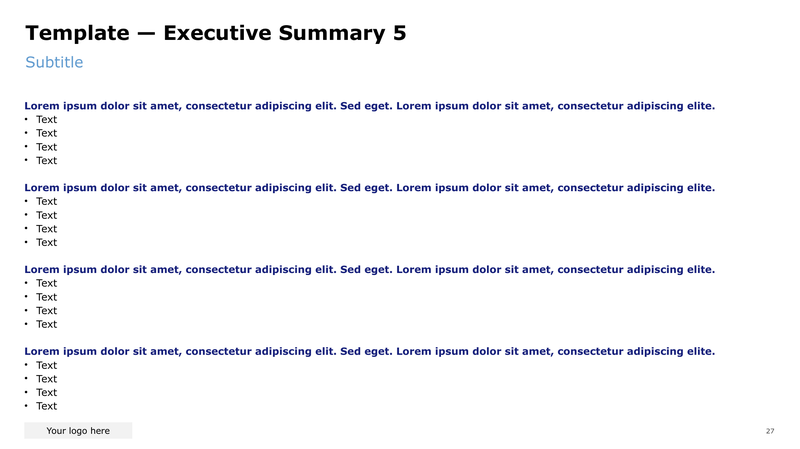 Template — Executive Summary 5
Subtitle
Lorem ipsum dolor sit amet, consectetur adipiscing elit. Sed eget. Lorem ipsum dolor sit amet, consectetur adipiscing elite.
• Text
• Text
• Text
• Text
Lorem ipsum dolor sit amet, consectetur adipiscing elit. Sed eget. Lorem ipsum dolor sit amet, consectetur adipiscing elite.
• Text
• Text
• Text
• Text
Lorem ipsum dolor sit amet, consectetur adipiscing elit. Sed eget. Lorem ipsum dolor sit amet, consectetur adipiscing elite.
• Text
• Text
• Text
• Text
Lorem ipsum dolor sit amet, consectetur adipiscing elit. Sed eget. Lorem ipsum dolor sit amet, consectetur adipiscing elite.
• Text
• Text
• Text
• Text
Your logo here
27